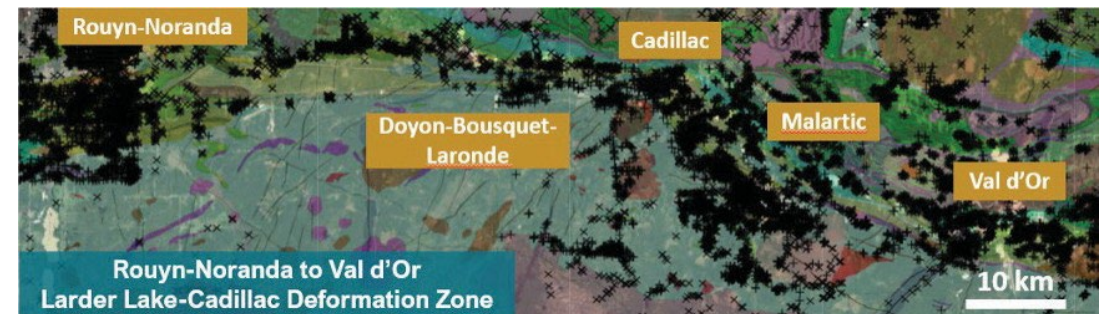 Rouyn-Noranda
Cadillac
Doyon-Bousquet-
Laronde
Malartic
Val d'Or
Rouyn-Noranda to Val d'Or
Larder Lake-Cadillac Deformation Zone
10 km